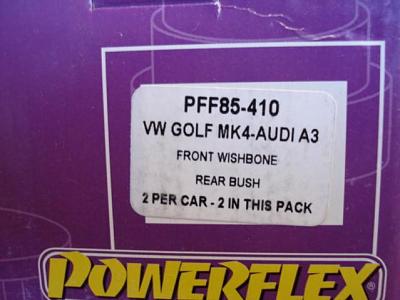 PFF85-410
VW GOLF MK4-AUDI A3
FRONT WISHBONE
REAR BUSH
2 PER CAR - 2 IN THIS PACK
POWERFLEX